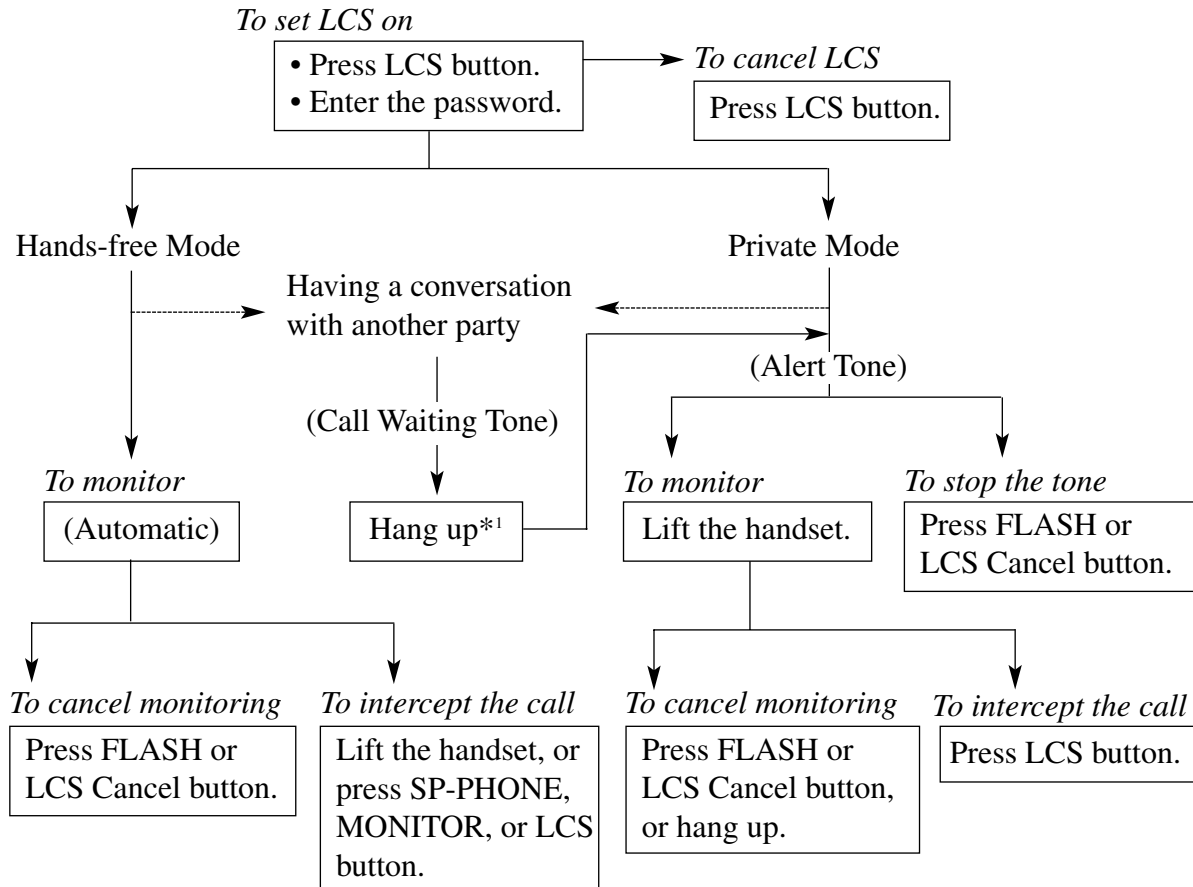 To set LCS on
• Press LCS button.
• Enter the password.
To cancel LCS
Press LCS button.
Hands-free Mode
Private Mode
Having a conversation
with another party
(Alert Tone)
(Call Waiting Tone)
To monitor
(Automatic)
Hang up*1
To monitor
Lift the handset.
To stop the tone
Press FLASH or
LCS Cancel button.
To cancel monitoring
Press FLASH or
LCS Cancel button.
To intercept the call
Lift the handset, or
press SP-PHONE,
MONITOR, or LCS
button.
To cancel monitoring
Press FLASH or
LCS Cancel button,
or hang up.
To intercept the call
Press LCS button.